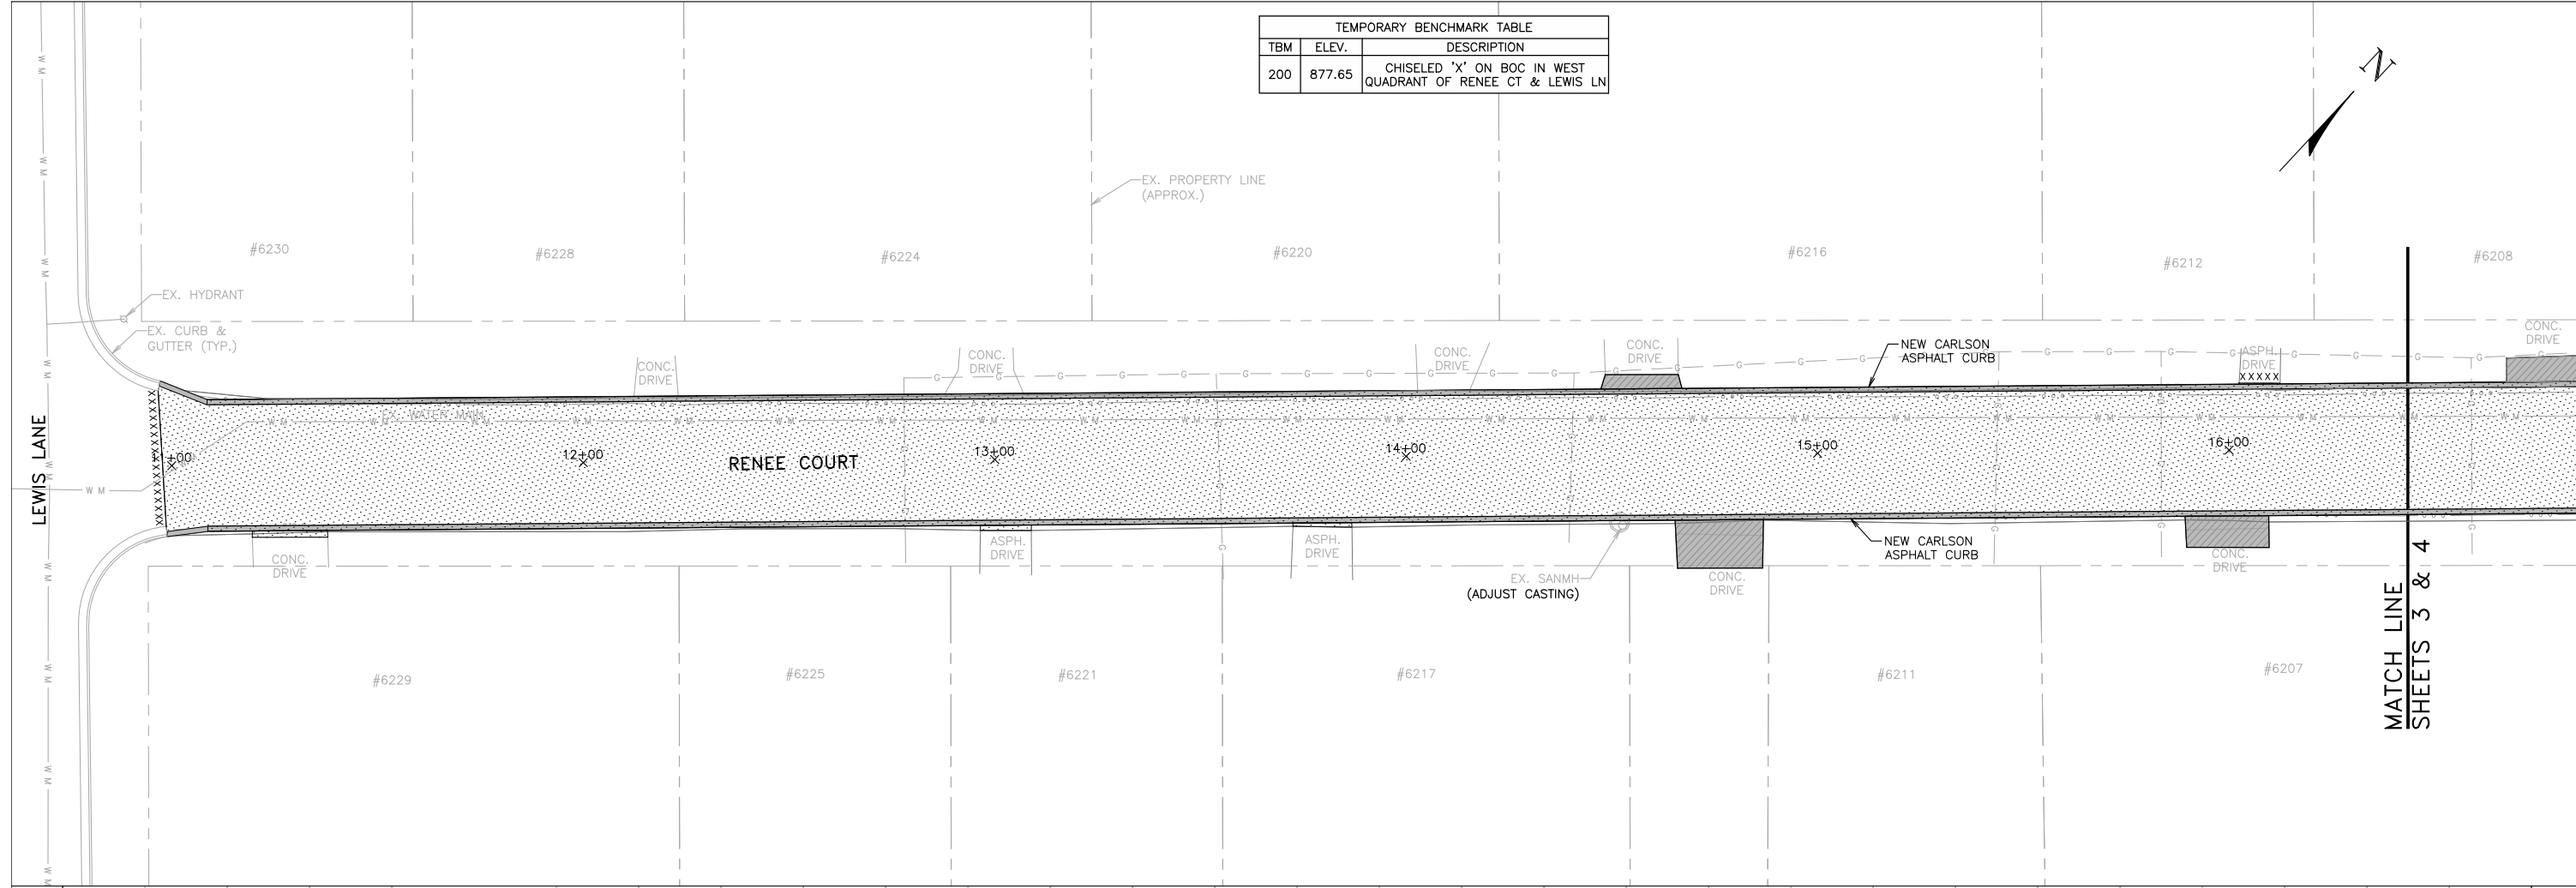 TEMPORARY BENCHMARK TABLE
TBM ELEV. DESCRIPTION
200 877.65 CHISELED 'X' ON BOC IN WEST
QUADRANT OF RENEE CT & LEWIS LN
N
EX. PROPERTY LINE
(APPROX.)
#6230
#6228
#6224
#6220
#6216
#6212
#6208
EX. HYDRANT
EX. CURB &
GUTTER (TYP.)
CONC.
DRIVE
CONC.
DRIVE
CONC.
DRIVE
CONC.
DRIVE
NEW CARLSON
ASPHALT CURB
ASPH.
DRIVE
CONC.
DRIVE
EX. WATER MAIN
LEWIS LANE
+00
12+00
RENEE COURT
13+00
14+00
15+00
16+00
CONC.
DRIVE
ASPH.
DRIVE
ASPH.
DRIVE
EX. SANMH
(ADJUST CASTING)
CONC.
DRIVE
NEW CARLSON
ASPHALT CURB
CONC.
DRIVE
MATCH LINE
SHEETS 3 & 4
#6229
#6225
#6221
#6217
#6211
#6207